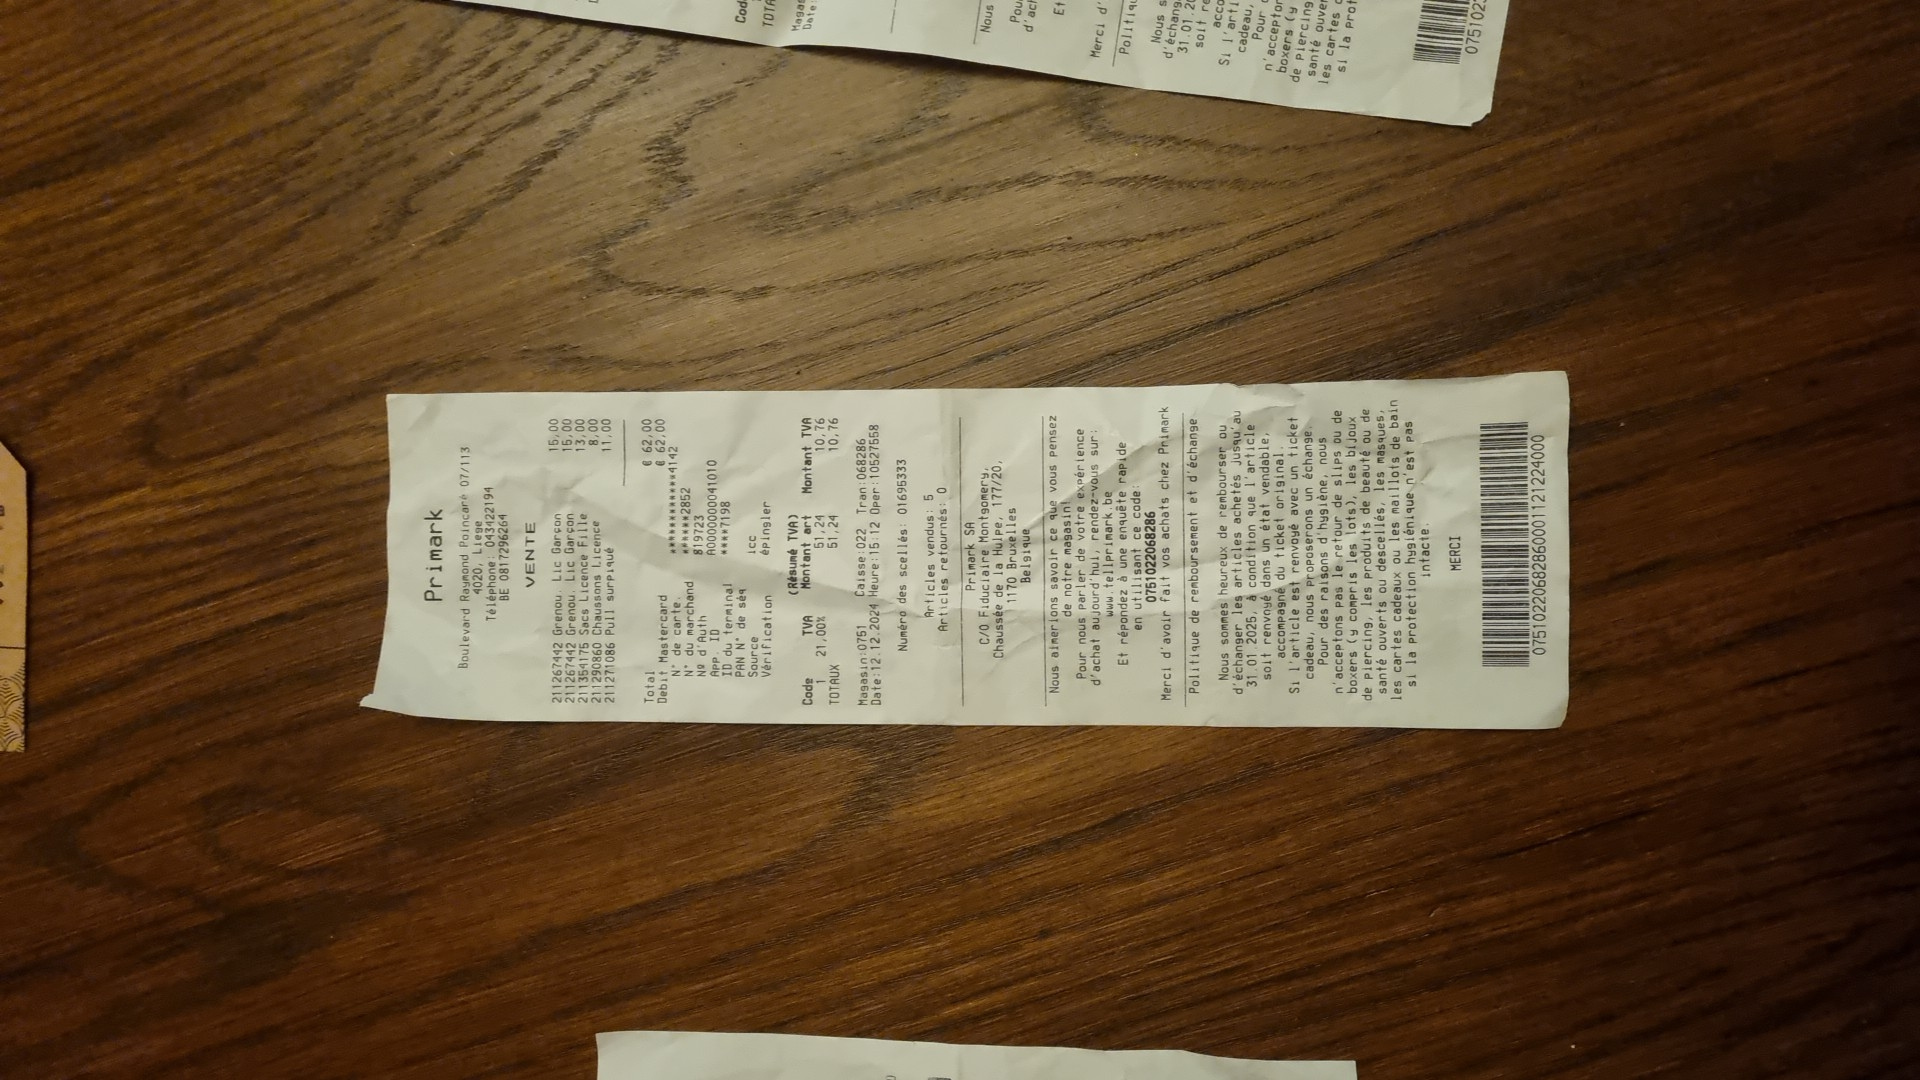 Primark
Boulevard Raymond Poincaré 07/113
4020, Liege
Téléphone: 043422194
BE 0817296264
VENTE
211267442 Grenou. Lic Garçon 15,00
211267442 Grenou. Lic Garçon 15,00
211354175 Sacs Licence Fille 13,00
211290860 Chaussons Licence 8,00
211271086 Pull surpiqué 11,00
Total € 62,00
Debit Mastercard € 62,00
N° de carte. ************4142
N° du marchand *****2852
Nº d'Auth 819723
App. ID A0000000041010
ID du terminal ****7198
PAN N° de séq
Source icc
Vérification épingler
(Résumé TVA)
Code TVA Montant art Montant TVA
1 21,00% 51,24 10,76
TOTAUX 51,24 10,76
Magasin:0751 Caisse:022 Tran:068286
Date:12.12.2024 Heure:15:12 Oper:10527558
Numéro des scellés: 01695333
Articles vendus: 5
Articles retournés: 0
Primark SA
C/O Fiduciaire Montgomery,
Chaussée de la Hulpe, 177/20,
11170 Bruxelles
Belgique
Nous aimerions savoir ce que vous pensez
de notre magasin!
Pour nous parler de votre expérience
d'achat aujourd'hui, rendez-vous sur:
www.tellprimark.be
Et répondez à une enquête rapide
en utilisant ce code:
075102206828​6
Merci d'avoir fait vos achats chez Primark
Politique de remboursement et d'échange
Nous sommes heureux de rembourser ou
d'échanger les articles achetés jusqu'au
31.01.2025, à condition que l'article
soit renvoyé dans un état vendable,
accompagné du ticket original.
Si l'article est renvoyé avec un ticket
cadeau, nous proposerons un échange.
Pour des raisons d'hygiène, nous
n'acceptons pas le retour de slips ou de
boxers (y compris les lots), les bijoux
de piercing, les produits de beauté ou de
santé ouverts ou descellés, les masques,
les cartes cadeaux ou les maillots de bain
si la protection hygiénique n'est pas
intacte.
MERCI
0751022068286000112122400